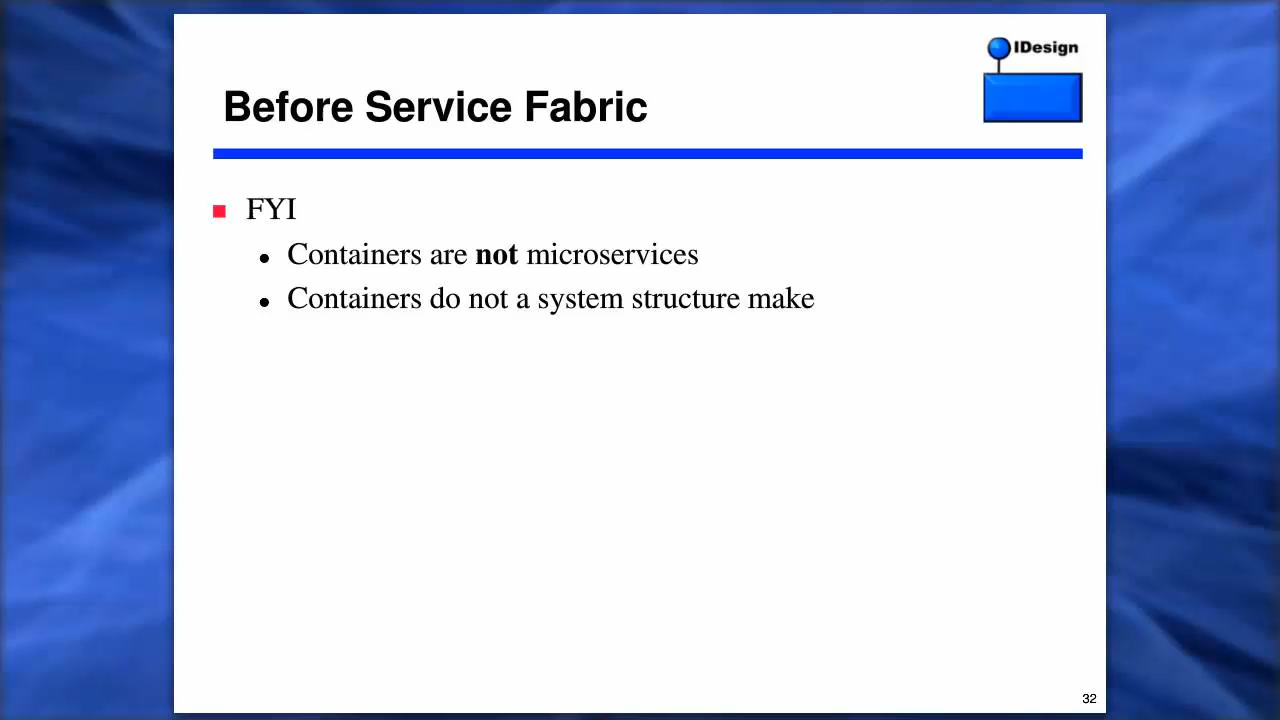 IDesign
Before Service Fabric
FYI
Containers are not microservices
Containers do not a system structure make
32